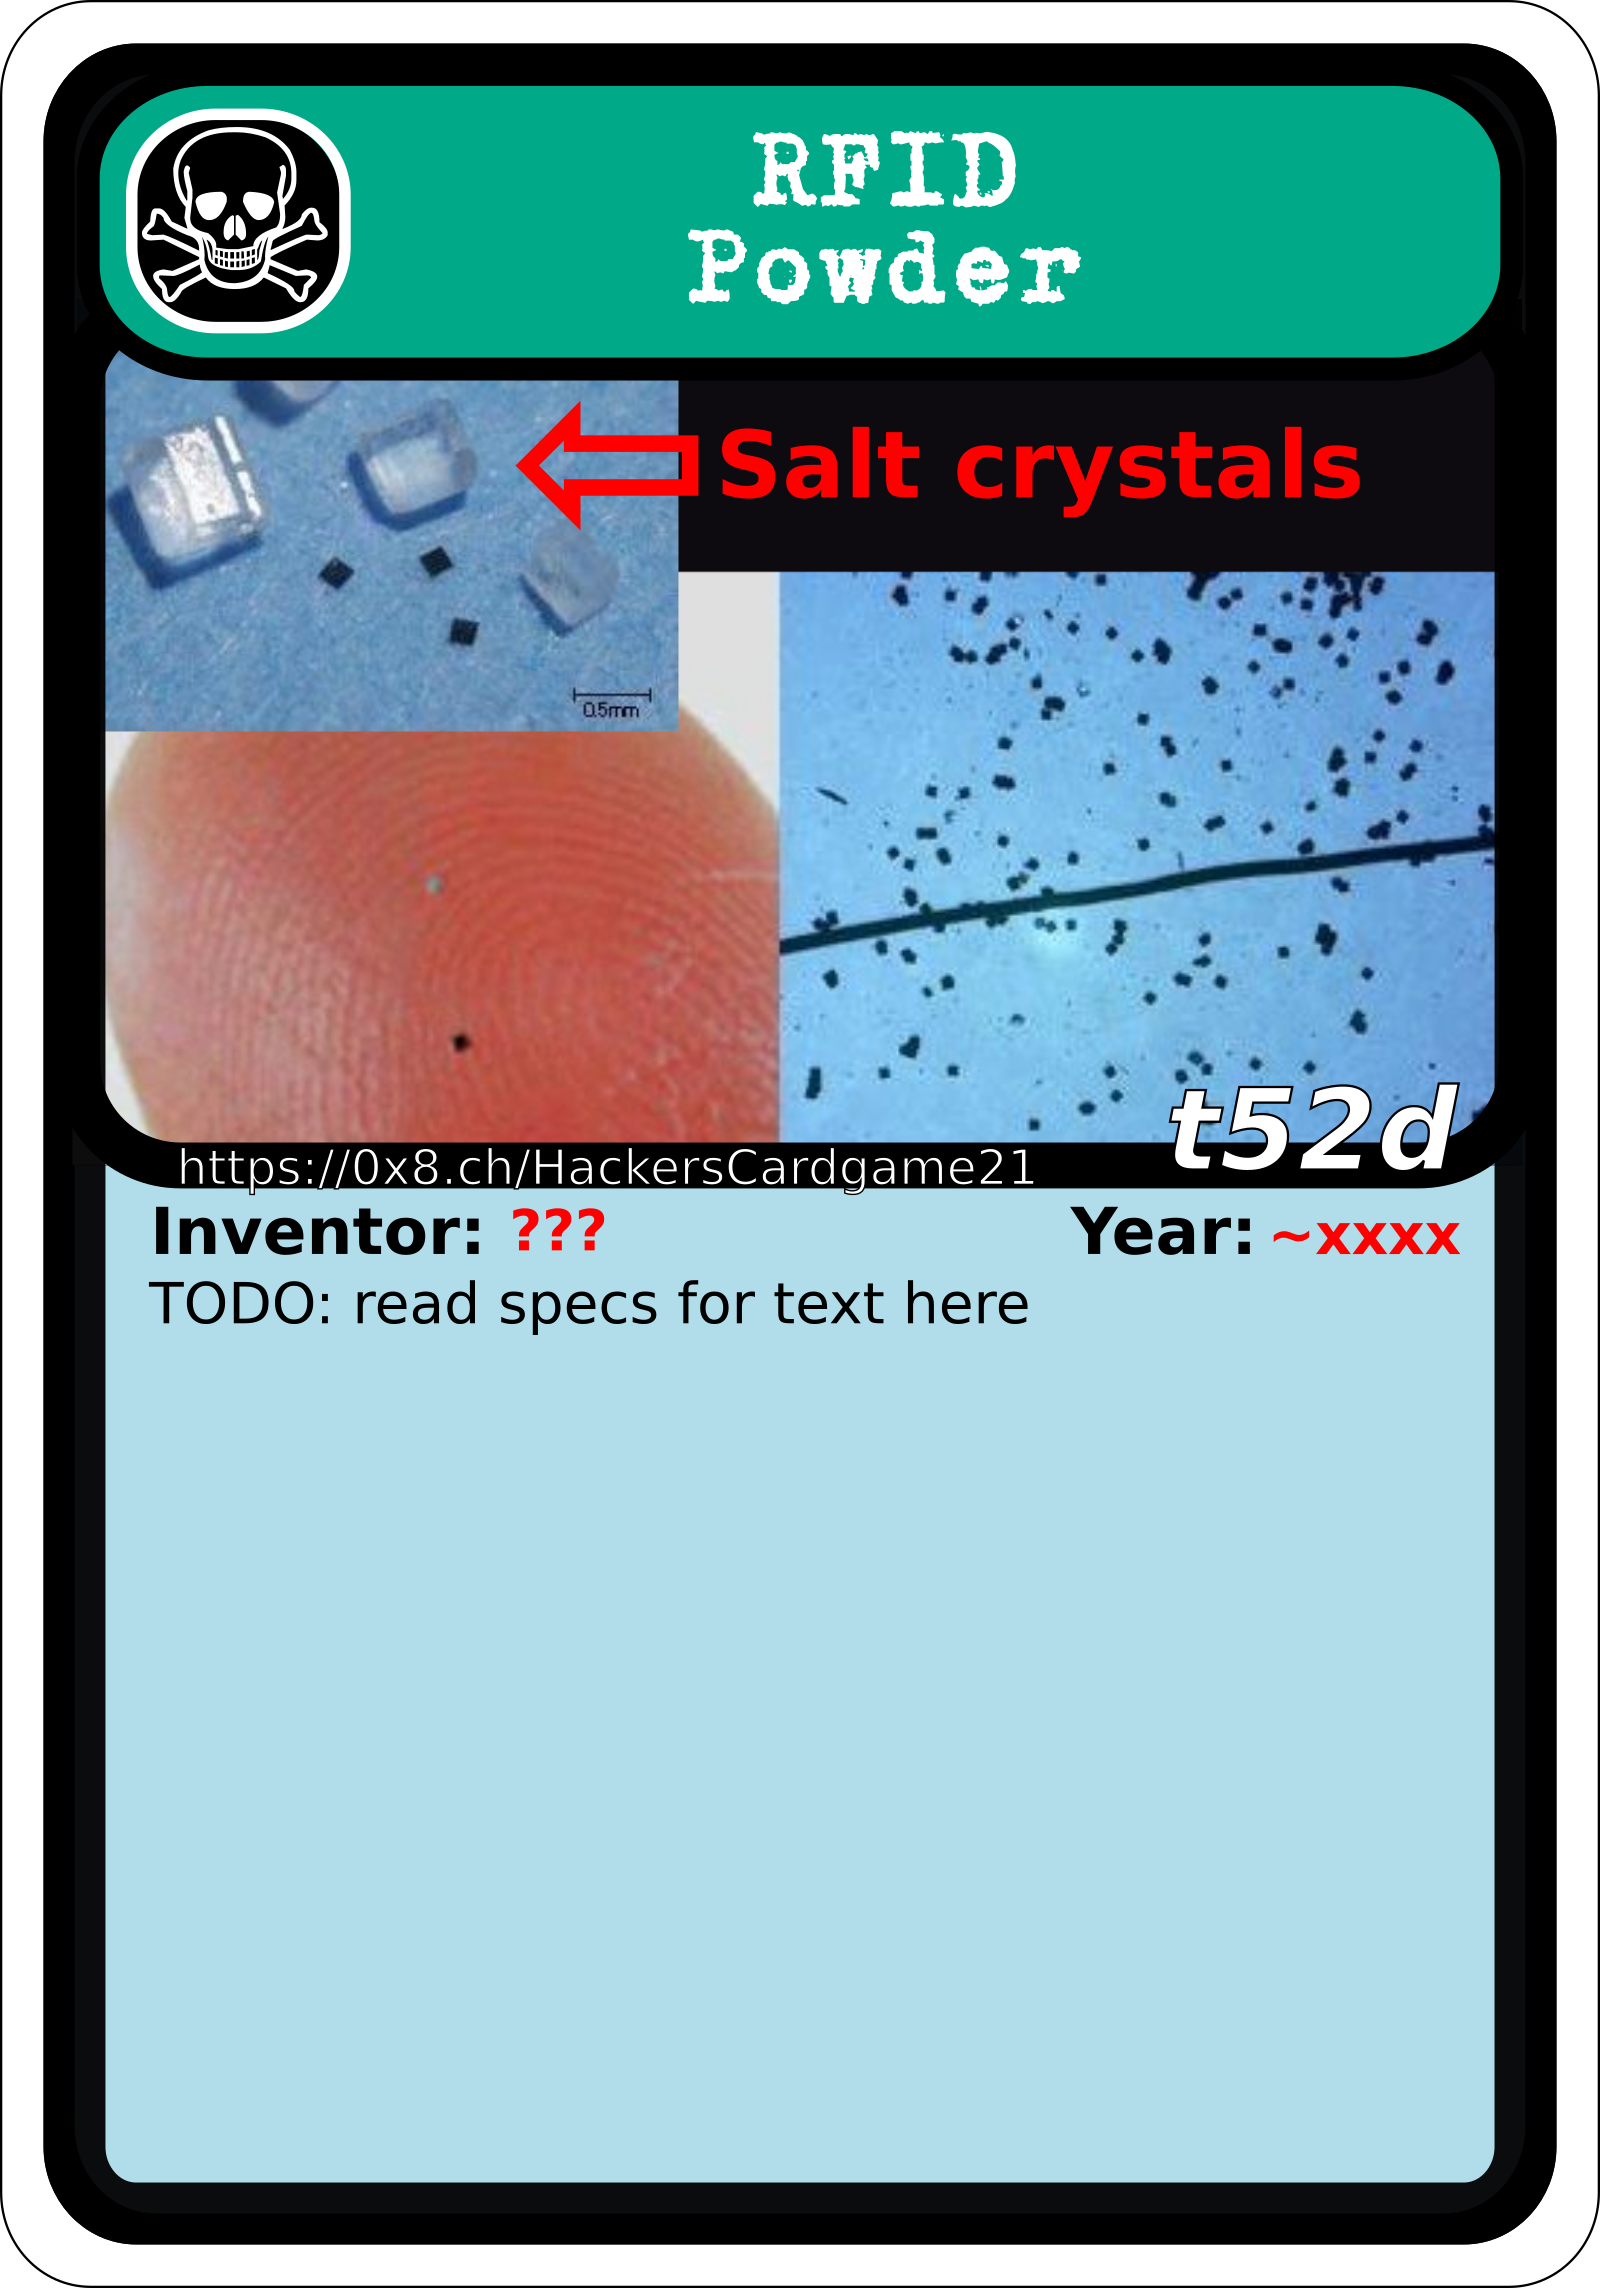 RFID
Powder
Salt crystals
0.5mm
t52d
https://0x8.ch/HackersCardgame21
Inventor: ??? Year: ~xxxx
TODO: read specs for text here